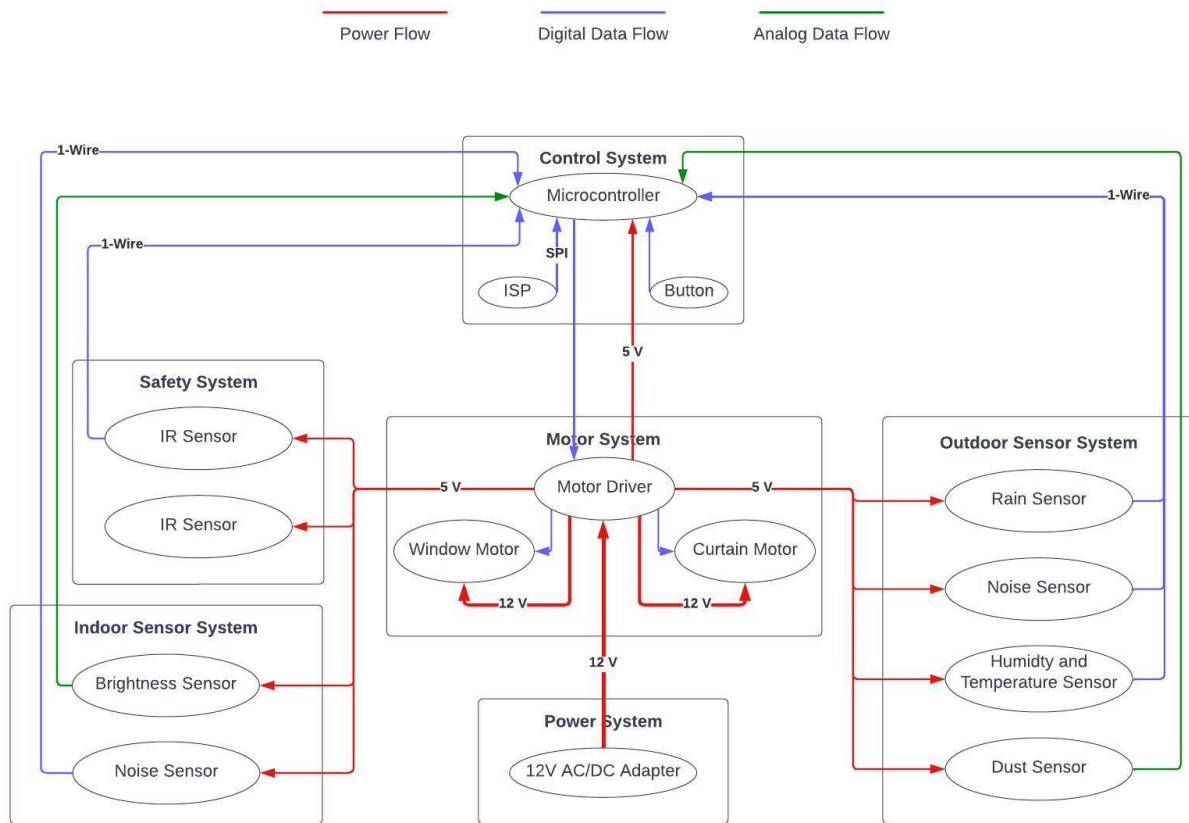 Power Flow
Digital Data Flow
Analog Data Flow
1-Wire
Control System
Microcontroller
1-Wire
1-Wire
SPI
ISP
Button
5 V
Safety System
IR Sensor
IR Sensor
Motor System
Motor Driver
5 V
5 V
Window Motor
Curtain Motor
12 V
12 V
Outdoor Sensor System
Rain Sensor
Noise Sensor
Humidty and
Temperature Sensor
Dust Sensor
Indoor Sensor System
Brightness Sensor
Noise Sensor
12 V
Power System
12V AC/DC Adapter